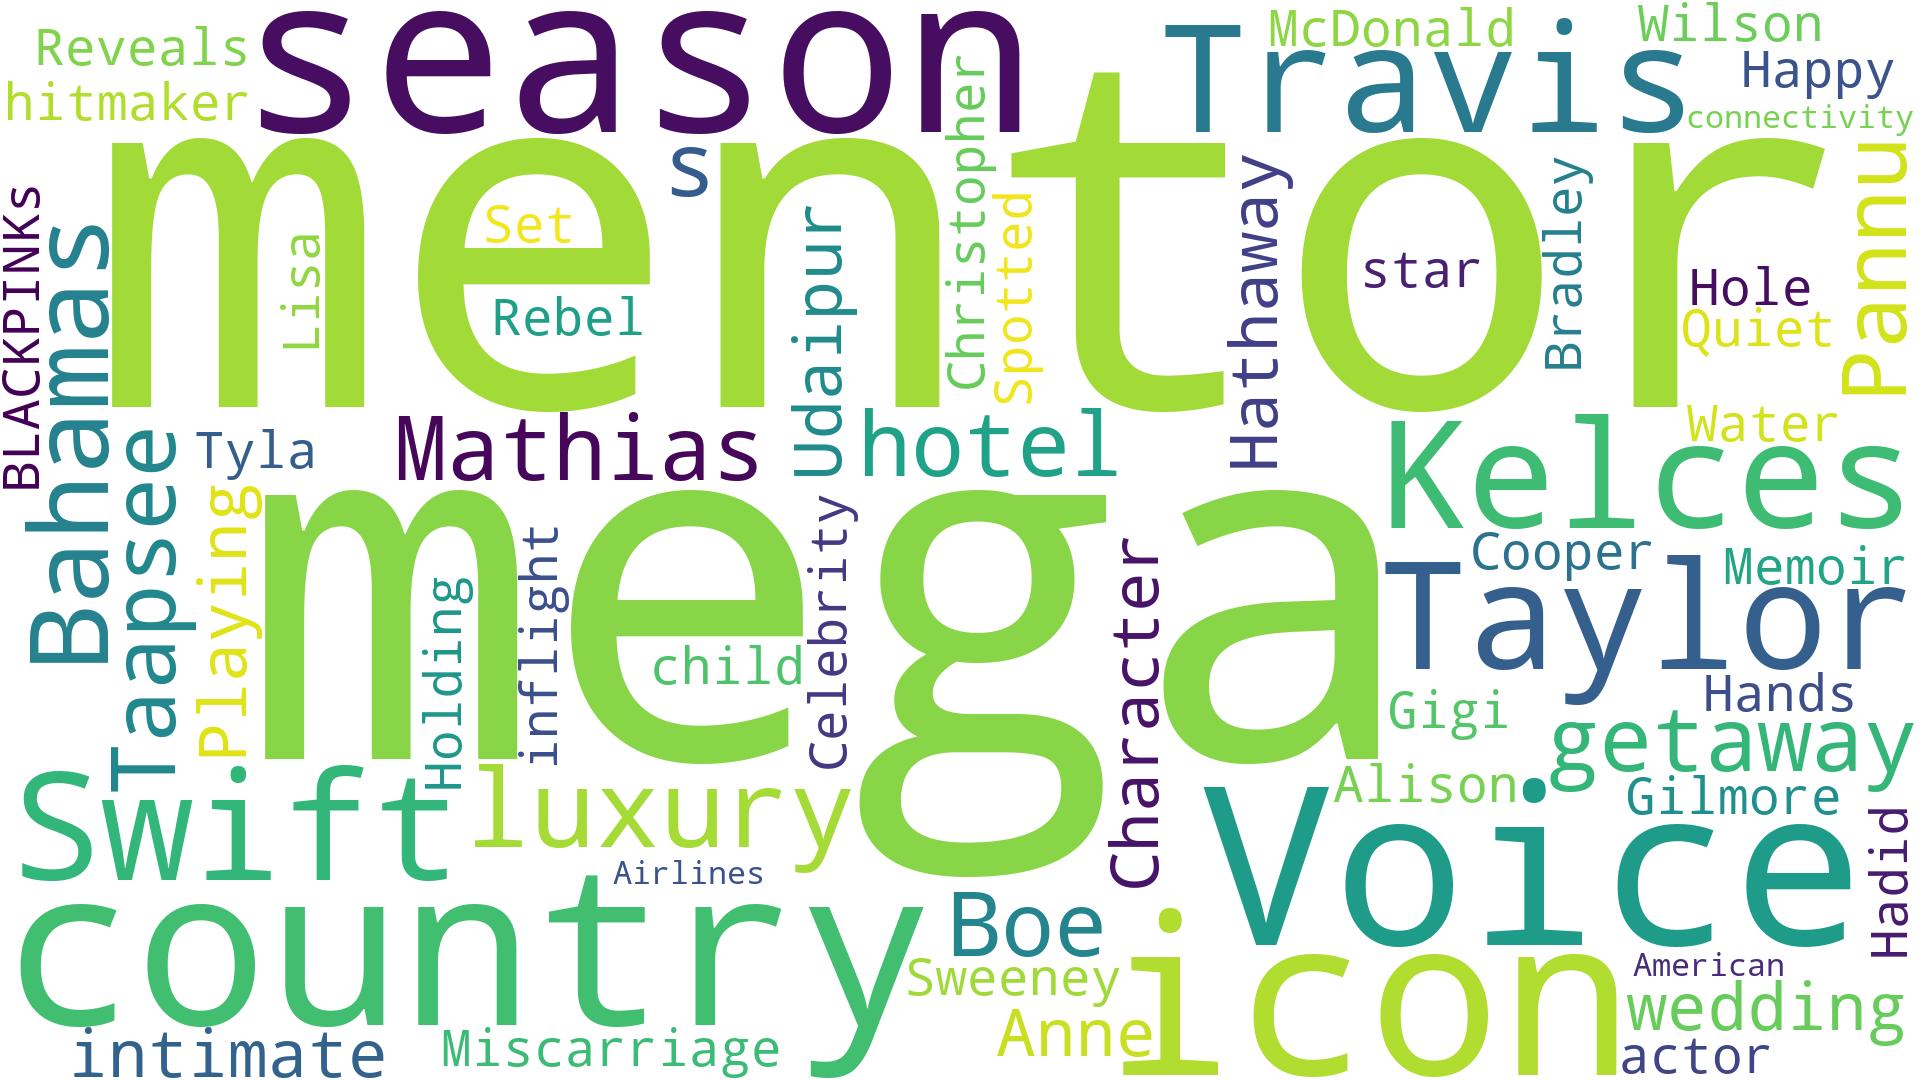 Reveals
hitmaker
season
Travis
McDonald
Wilson
Happy
connectivity
mentor
s
Set
Rebel
Lisa
BLACKPINKs
Bahamas
Udaipur
Christopher
Spotted
Hathaway
star
Bradley
Hole
Quiet
Pannu
Water
Tyla
Mathias
hotel
Kelces
Taapsee
Playing
mega
Holding
inflight
child
Celebrity
Character
Cooper
Memoir
Taylor
Hands
Gigi
getaway
Alison
Gilmore
Swift
luxury
Voice
Hadid
Airlines
country
Boe
Sweeney
icon
American
wedding
Anne
actor
intimate
Miscarriage